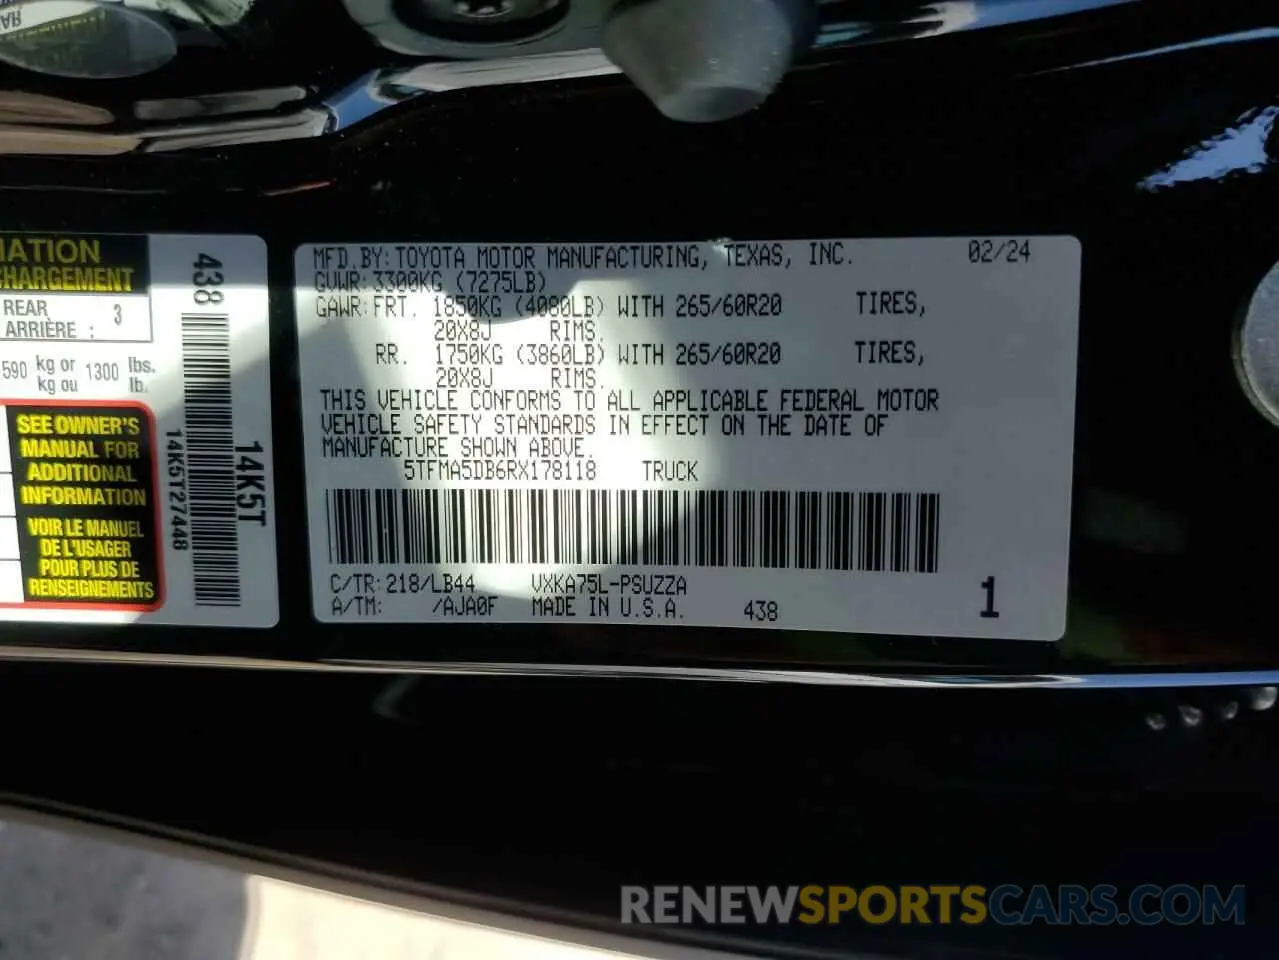 MATION
CHARGEMENT
REAR
ARRIÈRE : 3
590 kg or 1300 lbs.
kg ou lb.
SEE OWNER'S
MANUAL FOR
ADDITIONAL
INFORMATION
VOIR LE MANUEL
DE L'USAGER
POUR PLUS DE
RENSEIGNEMENTS
438
14K5T27448
14K5T
MFD.BY:TOYOTA MOTOR MANUFACTURING, TEXAS, INC. 02/24
GVWR:3300KG (7275LB)
GAWR:FRT. 1850KG (4080LB) WITH 265/60R20 TIRES,
20X8J RIMS,
RR. 1750KG (3860LB) WITH 265/60R20 TIRES,
20X8J RIMS.
THIS VEHICLE CONFORMS TO ALL APPLICABLE FEDERAL MOTOR
VEHICLE SAFETY STANDARDS IN EFFECT ON THE DATE OF
MANUFACTURE SHOWN ABOVE.
5TFMA5DB6RX178118 TRUCK
C/TR:218/LB44 VXKA75L-PSUZZA
A/TM: /AJA0F MADE IN U.S.A. 438 1
RENEWSPORTSCARS.COM